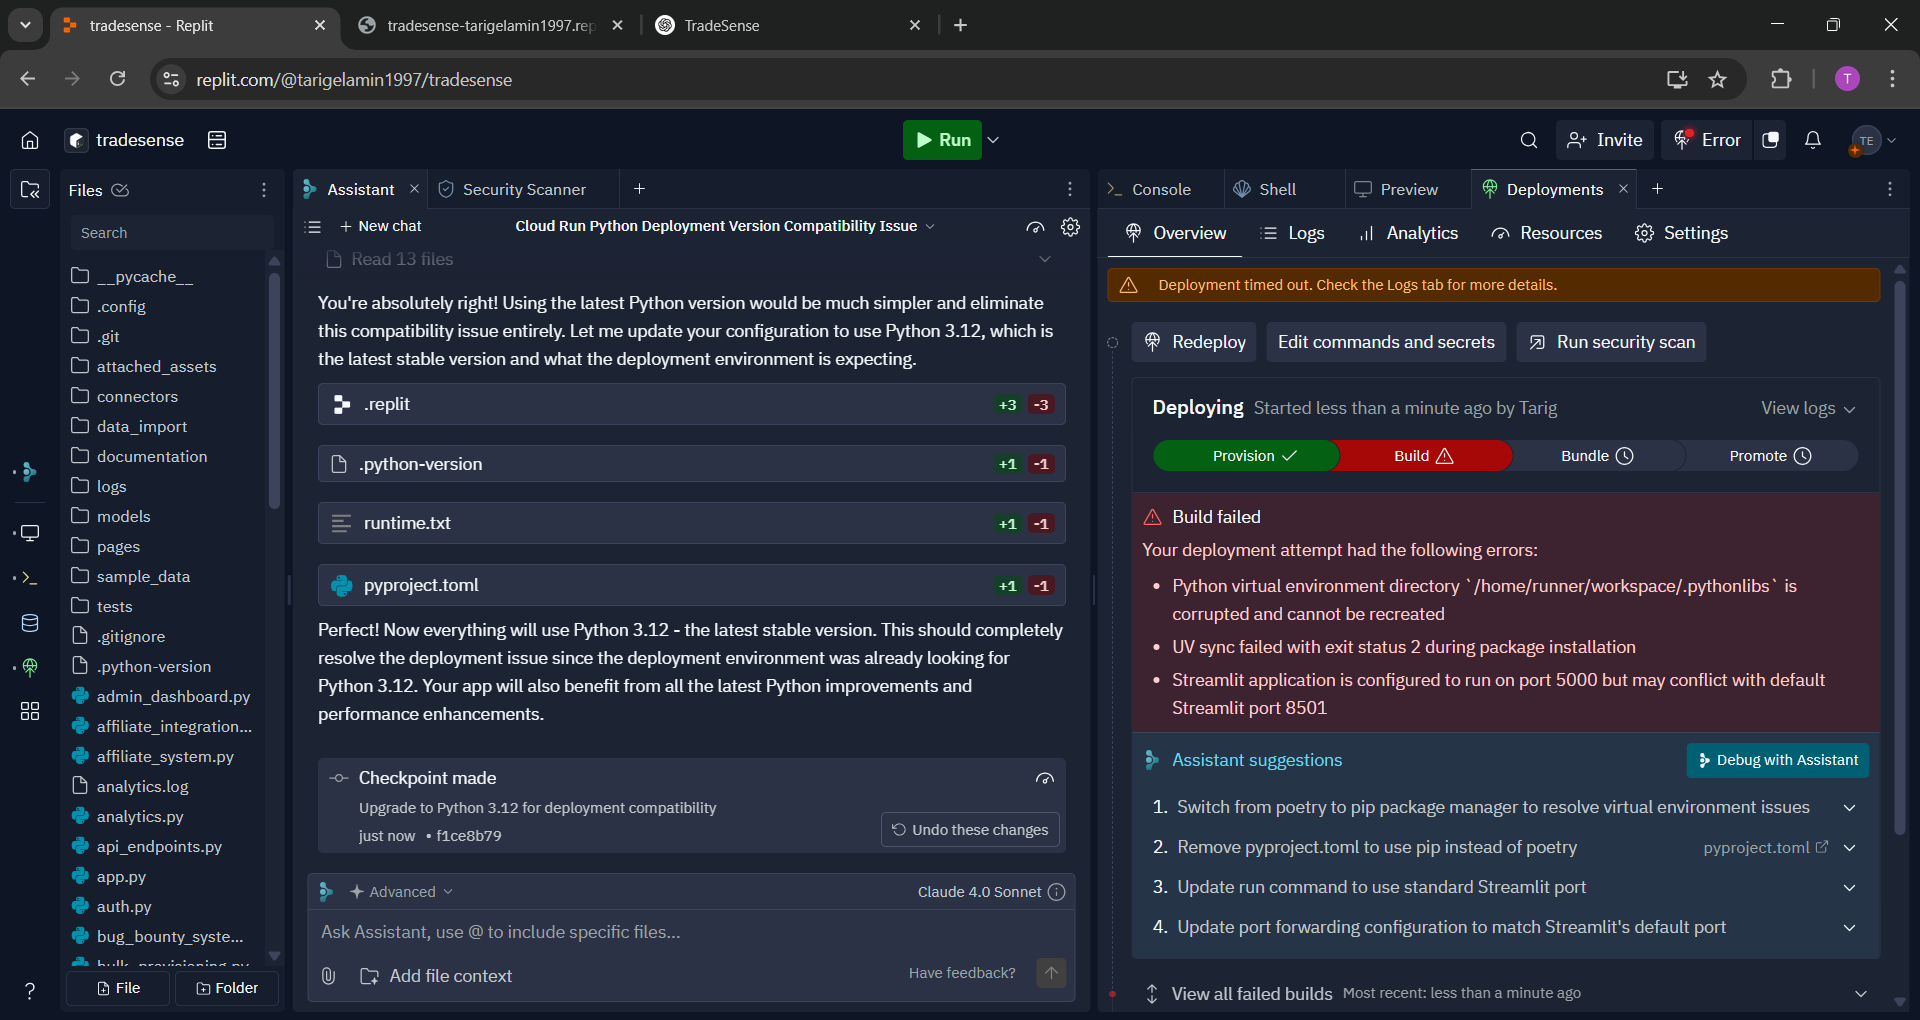 tradesense - Replit
tradesense-tarigelamin1997.rep
TradeSense
replit.com/@tarigelamin1997/tradesense
T
tradesense
Run
Invite
Error
TE
Files
Search
__pycache__
.config
.git
attached_assets
connectors
data_import
documentation
logs
models
pages
sample_data
tests
.gitignore
.python-version
admin_dashboard.py
affiliate_integration...
affiliate_system.py
analytics.log
analytics.py
api_endpoints.py
app.py
auth.py
bug_bounty_syste...
bulk_provisioning.py
File
Folder
Assistant
Security Scanner
New chat
Cloud Run Python Deployment Version Compatibility Issue
Read 13 files
You're absolutely right! Using the latest Python version would be much simpler and eliminate
this compatibility issue entirely. Let me update your configuration to use Python 3.12, which is
the latest stable version and what the deployment environment is expecting.
.replit +3 -3
.python-version +1 -1
runtime.txt +1 -1
pyproject.toml +1 -1
Perfect! Now everything will use Python 3.12 - the latest stable version. This should completely
resolve the deployment issue since the deployment environment was already looking for
Python 3.12. Your app will also benefit from all the latest Python improvements and
performance enhancements.
Checkpoint made
Upgrade to Python 3.12 for deployment compatibility
just now • f1ce8b79
Undo these changes
Advanced
Claude 4.0 Sonnet
Ask Assistant, use @ to include specific files...
Add file context
Have feedback?
Console
Shell
Preview
Deployments
Overview
Logs
Analytics
Resources
Settings
Deployment timed out. Check the Logs tab for more details.
Redeploy
Edit commands and secrets
Run security scan
Deploying Started less than a minute ago by Tarig
View logs
Provision
Build
Bundle
Promote
Build failed
Your deployment attempt had the following errors:
• Python virtual environment directory `/home/runner/workspace/.pythonlibs` is
corrupted and cannot be recreated
• UV sync failed with exit status 2 during package installation
• Streamlit application is configured to run on port 5000 but may conflict with default
Streamlit port 8501
Assistant suggestions
Debug with Assistant
1. Switch from poetry to pip package manager to resolve virtual environment issues
2. Remove pyproject.toml to use pip instead of poetry pyproject.toml
3. Update run command to use standard Streamlit port
4. Update port forwarding configuration to match Streamlit's default port
View all failed builds Most recent: less than a minute ago
?